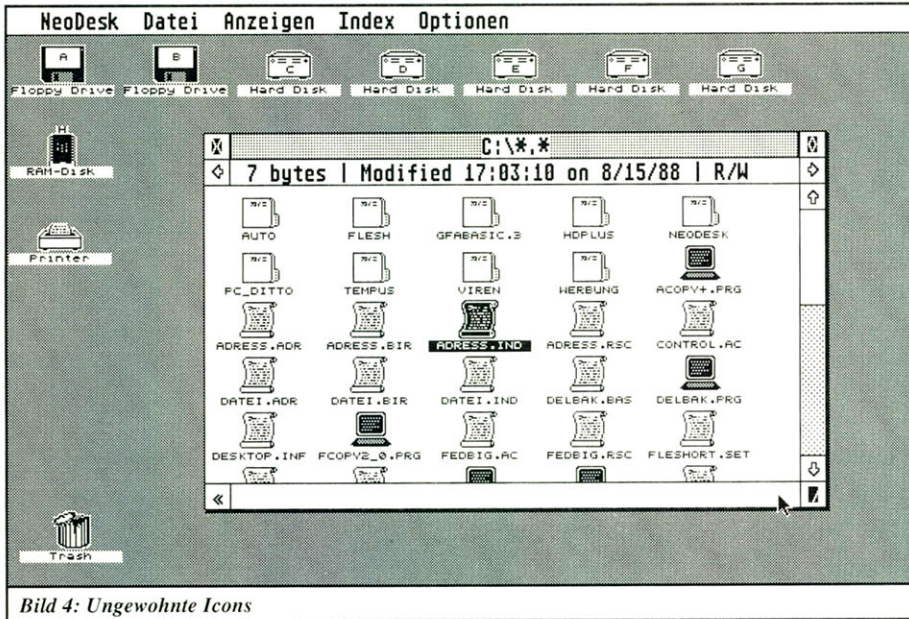 NeoDesk Datei Anzeigen Index Optionen
A B C D E F G
Floppy Drive Floppy Drive Hard Disk Hard Disk Hard Disk Hard Disk Hard Disk
H
RAM-Disk
Printer
Trash
C:\*.*
7 bytes | Modified 17:03:10 on 8/15/88 | R/W
AUTO FLESH GFABASIC.3 HDPLUS NEODESK
PC_DITTO TEMPUS VIREN WERBUNG ACOPY+.PRG
ADRESS.ADR ADRESS.BIR ADRESS.IND ADRESS.RSC CONTROL.AC
DATEI.ADR DATEI.BIR DATEI.IND DELBAK.BAS DELBAK.PRG
DESKTOP.INF FCOPY2_0.PRG FEDBIG.AC FEDBIG.RSC FLESHORT.SET
Bild 4: Ungewohnte Icons